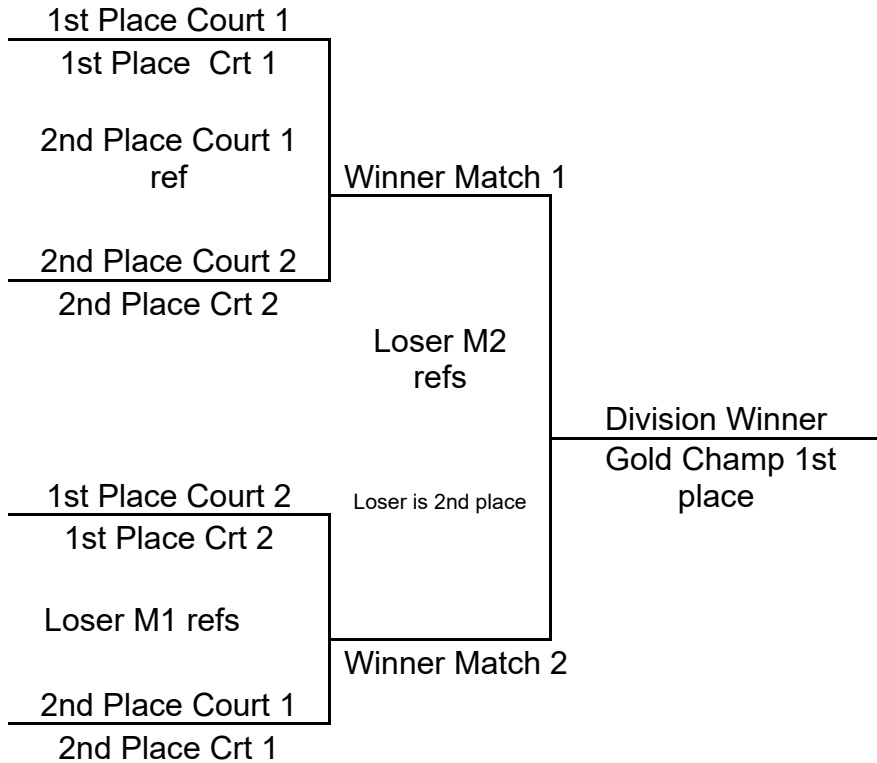 1st Place Court 1
1st Place  Crt 1
2nd Place Court 1
ref
Winner Match 1
2nd Place Court 2
2nd Place Crt 2
Loser M2
refs
Division Winner
Gold Champ 1st
place
1st Place Court 2
Loser is 2nd place
1st Place Crt 2
Loser M1 refs
Winner Match 2
2nd Place Court 1
2nd Place Crt 1